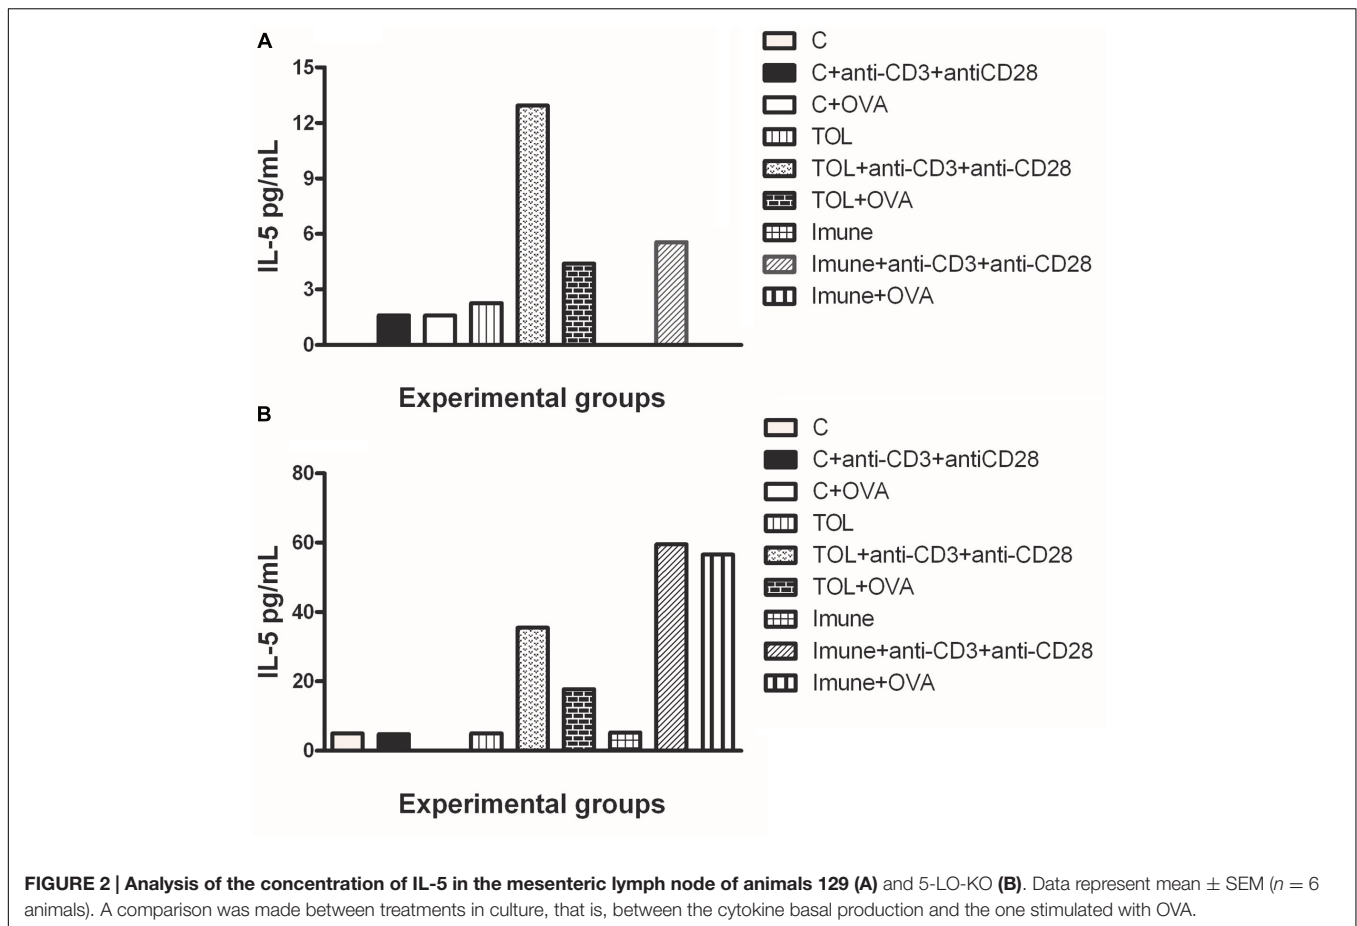 A
C
C+anti-CD3+antiCD28
C+OVA
TOL
TOL+anti-CD3+anti-CD28
TOL+OVA
Imune
Imune+anti-CD3+anti-CD28
Imune+OVA
15
12
9
6
3
0
IL-5 pg/mL
Experimental groups
B
C
C+anti-CD3+antiCD28
C+OVA
TOL
TOL+anti-CD3+anti-CD28
TOL+OVA
Imune
Imune+anti-CD3+anti-CD28
Imune+OVA
80
60
40
20
0
IL-5 pg/mL
Experimental groups
FIGURE 2 | Analysis of the concentration of IL-5 in the mesenteric lymph node of animals 129 (A) and 5-LO-KO (B). Data represent mean ± SEM (n = 6
animals). A comparison was made between treatments in culture, that is, between the cytokine basal production and the one stimulated with OVA.